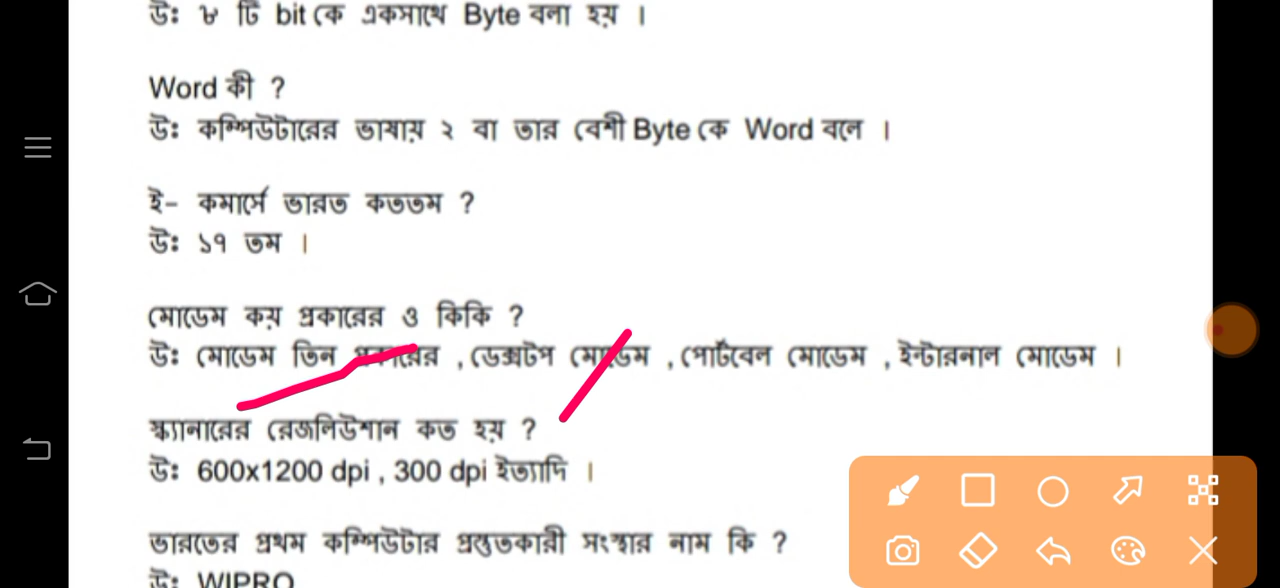 উঃ ৮ টি bit কে একসাথে Byte বলা হয় ।
Word কী ?
উঃ কম্পিউটারের ভাষায় ২ বা তার বেশী Byte কে Word বলে ।
ই- কমার্সে ভারত কততম ?
উঃ ১৭ তম ।
মোডেম কয় প্রকারের ও কিকি ?
উঃ মোডেম তিন প্রকারের , ডেক্সটপ মোডেম , পোর্টবেল মোডেম , ইন্টারনাল মোডেম ।
স্ক্যানারের রেজলিউশান কত হয় ?
উঃ 600x1200 dpi , 300 dpi ইত্যাদি ।
ভারতের প্রথম কম্পিউটার প্রস্তুতকারী সংস্থার নাম কি ?
উঃ WIPRO